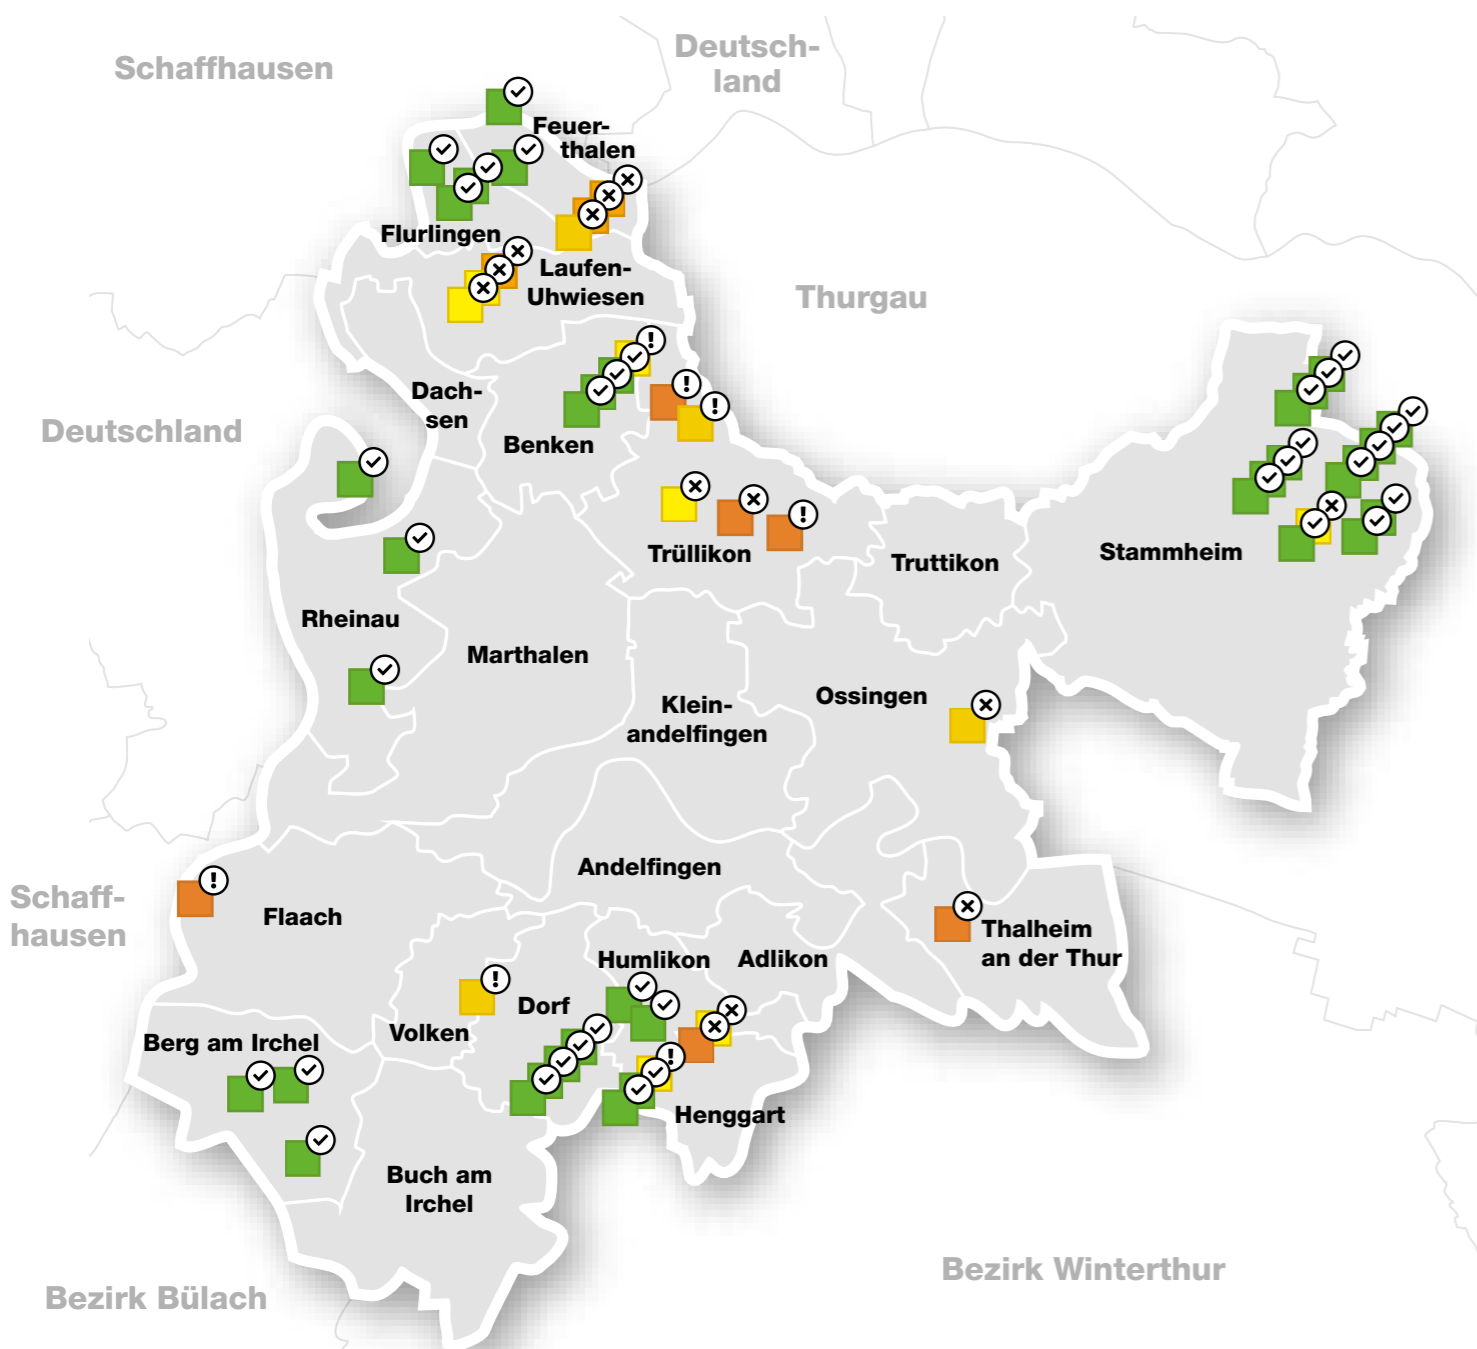 Schaffhausen
Deutsch-
land
Feuer-
thalen
Flurlingen
Laufen-
Uhwiesen
Thurgau
Dach-
sen
Deutschland
Benken
Trüllikon
Truttikon
Stammheim
Rheinau
Marthalen
Klein-
andelfingen
Ossingen
Andelfingen
Schaff-
hausen
Flaach
Thalheim
an der Thur
Humlikon
Adlikon
Dorf
Volken
Berg am Irchel
Henggart
Buch am
Irchel
Bezirk Winterthur
Bezirk Bülach